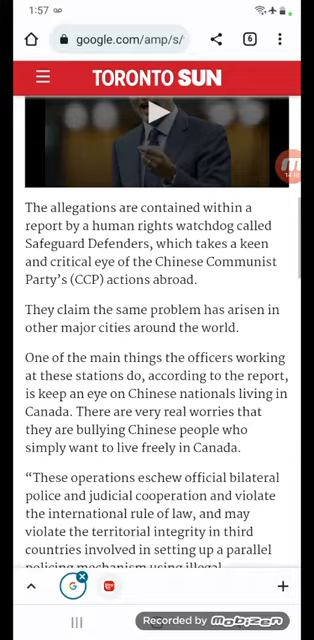 1:57
google.com/amp/s/
6
TORONTO SUN
The allegations are contained within a
report by a human rights watchdog called
Safeguard Defenders, which takes a keen
and critical eye of the Chinese Communist
Party's (CCP) actions abroad.
They claim the same problem has arisen in
other major cities around the world.
One of the main things the officers working
at these stations do, according to the report,
is keep an eye on Chinese nationals living in
Canada. There are very real worries that
they are bullying Chinese people who
simply want to live freely in Canada.
“These operations eschew official bilateral
police and judicial cooperation and violate
the international rule of law, and may
violate the territorial integrity in third
countries involved in setting up a parallel
policing mechanism using illegal
Recorded by Mobizen